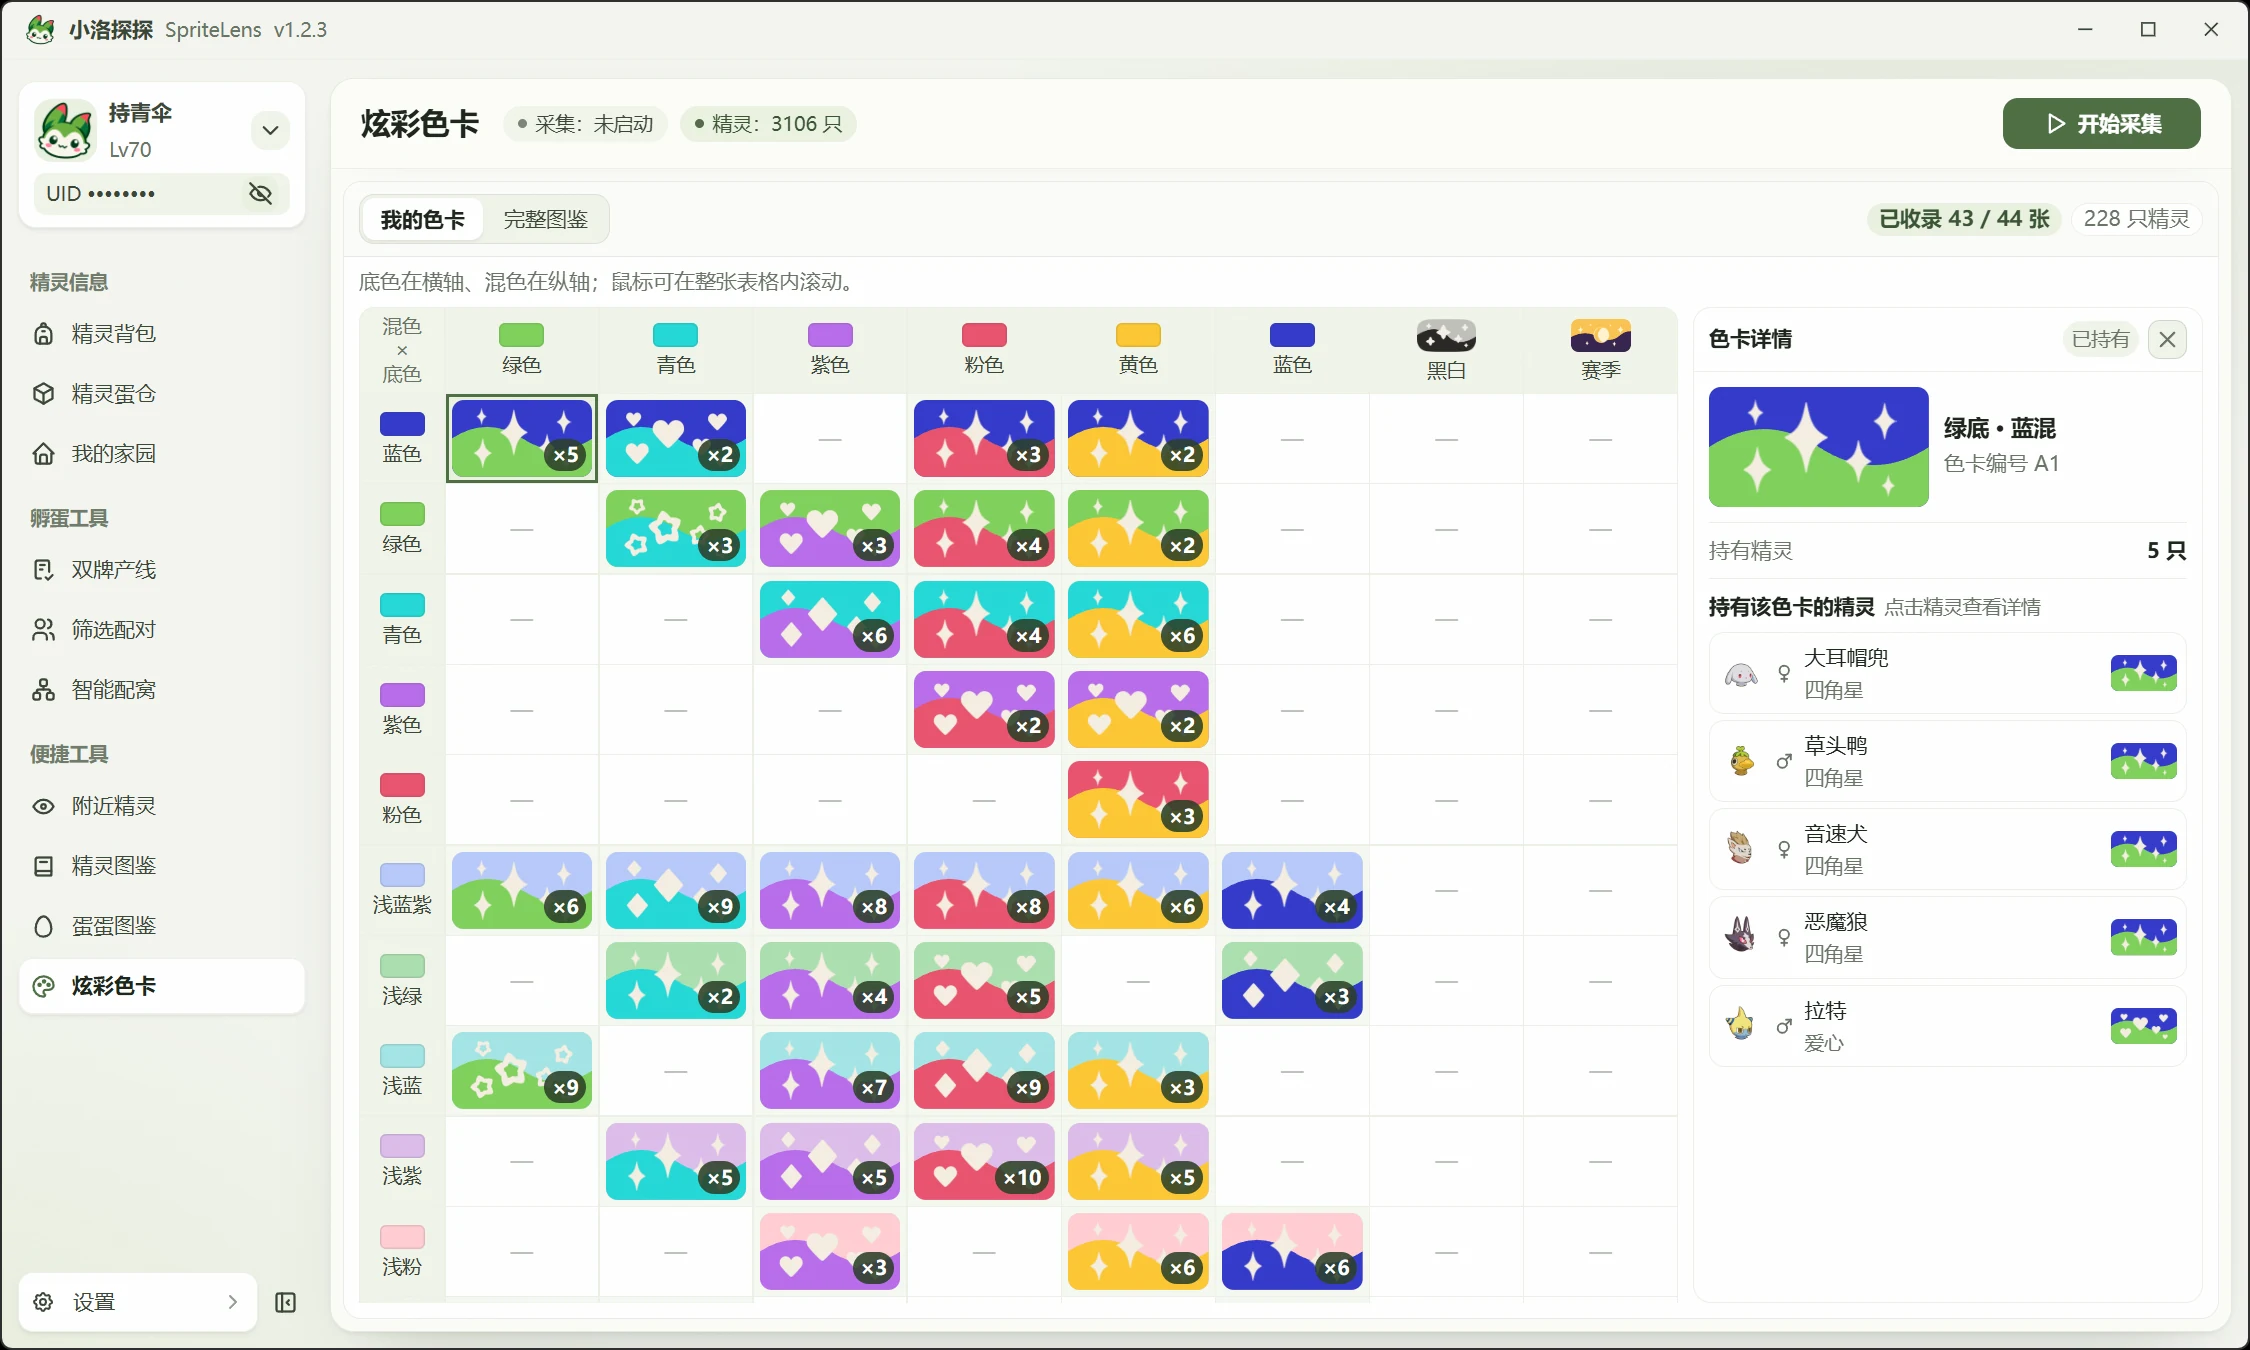 小洛探探 SpriteLens v1.2.3
持青伞
Lv70
UID ••••••••
精灵信息
精灵背包
精灵蛋仓
我的家园
孵蛋工具
双牌产线
筛选配对
智能配窝
便捷工具
附近精灵
精灵图鉴
蛋蛋图鉴
炫彩色卡
设置
炫彩色卡
采集：未启动
精灵：3106 只
开始采集
我的色卡
完整图鉴
已收录 43 / 44 张
228 只精灵
底色在横轴、混色在纵轴；鼠标可在整张表格内滚动。
混色
×
底色
绿色 青色 紫色 粉色 黄色 蓝色 黑白 赛季
蓝色 ×5 ×2 — ×3 ×2 — — —
绿色 — ×3 ×3 ×4 ×2 — — —
青色 — — ×6 ×4 ×6 — — —
紫色 — — — ×2 ×2 — — —
粉色 — — — — ×3 — — —
浅蓝紫 ×6 ×9 ×8 ×8 ×6 ×4 — —
浅绿 — ×2 ×4 ×5 — ×3 — —
浅蓝 ×9 — ×7 ×9 ×3 — — —
浅紫 — ×5 ×5 ×10 ×5 — — —
浅粉 — — ×3 — ×6 ×6 — —
色卡详情
已持有
绿底・蓝混
色卡编号 A1
持有精灵 5 只
持有该色卡的精灵 点击精灵查看详情
♀ 大耳帽兜
四角星
♂ 草头鸭
四角星
♀ 音速犬
四角星
♀ 恶魔狼
四角星
♂ 拉特
爱心